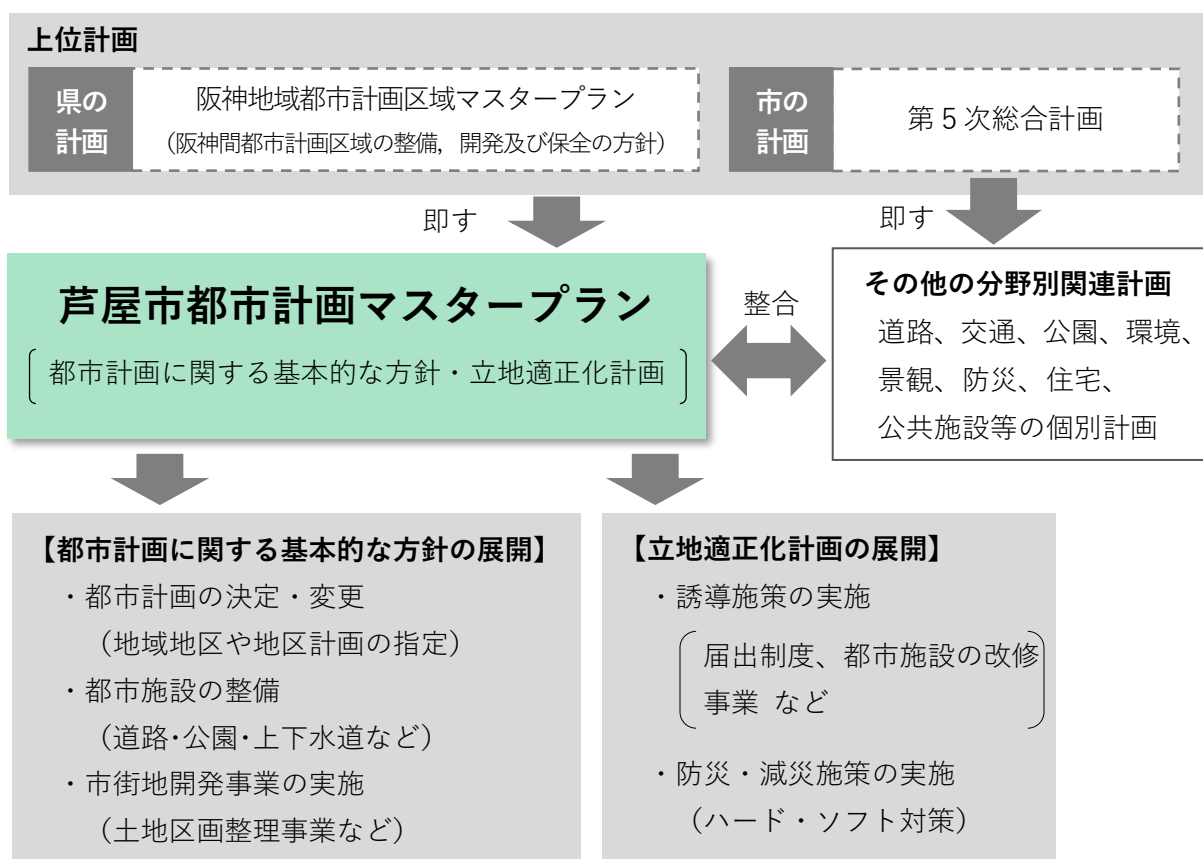 上位計画
県の
計画
阪神地域都市計画区域マスタープラン
(阪神間都市計画区域の整備，開発及び保全の方針)
市の
計画
第５次総合計画
即す
即す
芦屋市都市計画マスタープラン
都市計画に関する基本的な方針・立地適正化計画
整合
その他の分野別関連計画
道路、交通、公園、環境、
景観、防災、住宅、
公共施設等の個別計画
【都市計画に関する基本的な方針の展開】
・都市計画の決定・変更
（地域地区や地区計画の指定）
・都市施設の整備
（道路･公園･上下水道など）
・市街地開発事業の実施
（土地区画整理事業など）
【立地適正化計画の展開】
・誘導施策の実施
届出制度、都市施設の改修
事業 など
・防災・減災施策の実施
（ハード・ソフト対策）